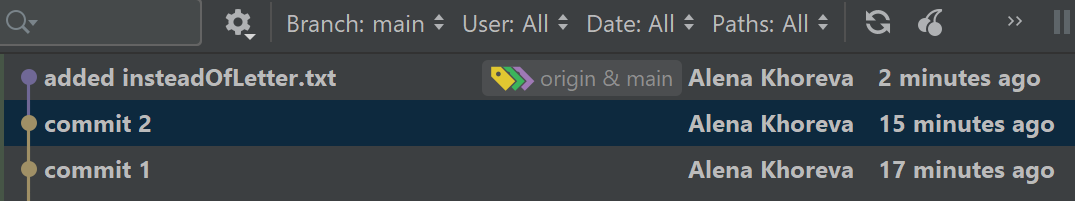 Branch: main User: All Date: All Paths: All
added insteadOfLetter.txt origin & main Alena Khoreva 2 minutes ago
commit 2 Alena Khoreva 15 minutes ago
commit 1 Alena Khoreva 17 minutes ago